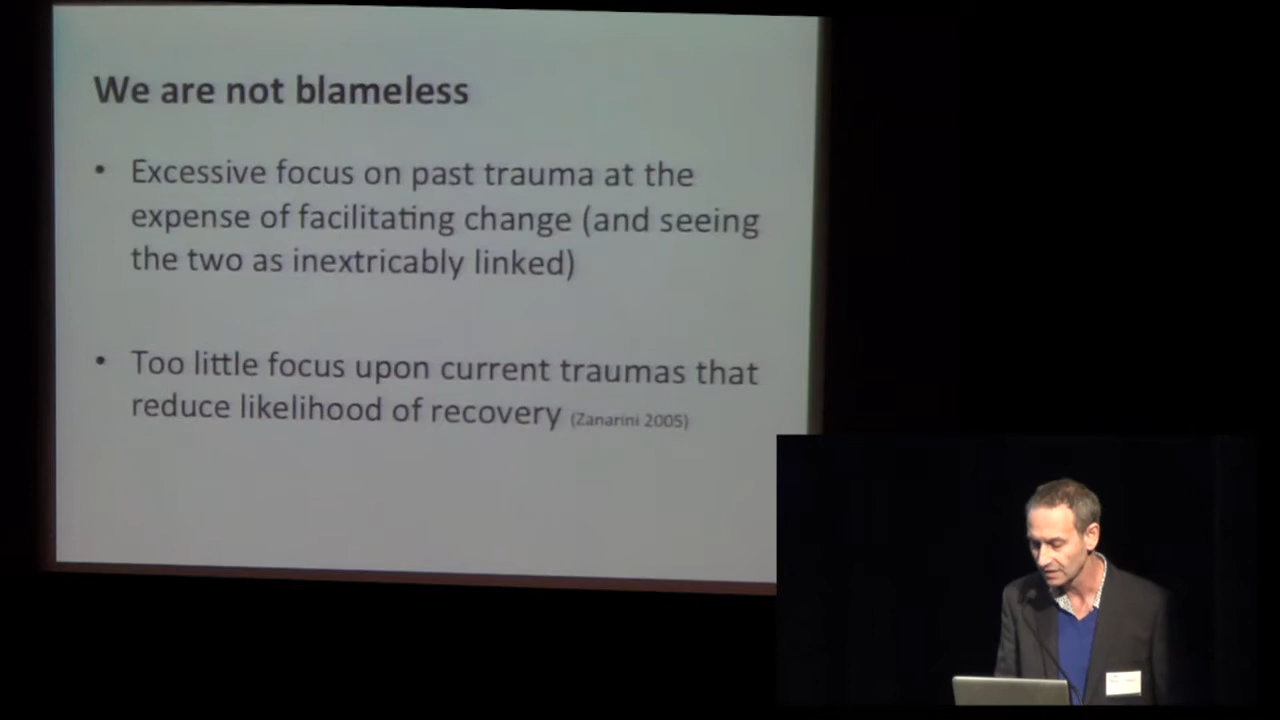 We are not blameless
• Excessive focus on past trauma at the
expense of facilitating change (and seeing
the two as inextricably linked)
• Too little focus upon current traumas that
reduce likelihood of recovery (Zanarini 2005)